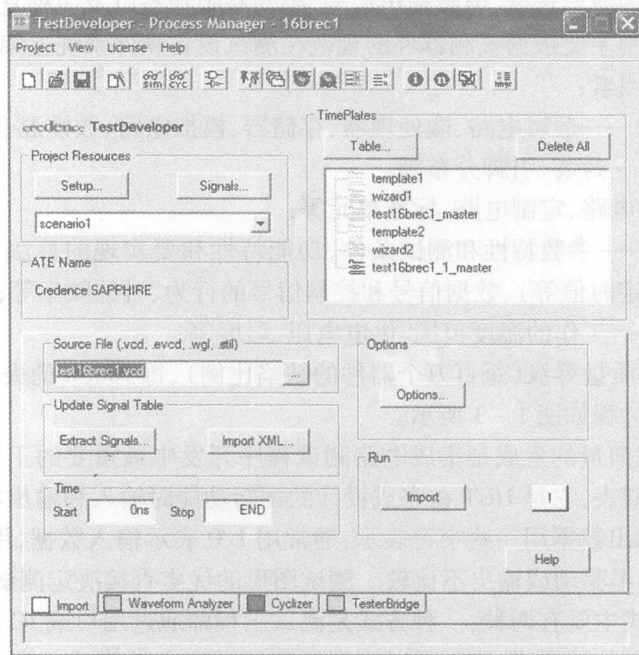 TestDeveloper - Process Manager - 16brec1
Project View License Help
sim cyc
credence TestDeveloper
Project Resources
Setup... Signals...
scenario1
ATE Name
Credence SAPPHIRE
TimePlates
Table... Delete All
template1
wizard1
test16brec1_master
template2
wizard2
test16brec1_1_master
Source File (.vcd, .evcd, .wgl, .stil)
test16brec1.vcd
Update Signal Table
Extract Signals... Import XML...
Time
Start 0ns Stop END
Options
Options...
Run
Import
Help
Import Waveform Analyzer Cyclizer TesterBridge